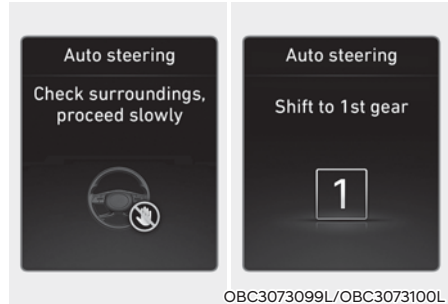 Auto steering
Check surroundings,
proceed slowly
Auto steering
Shift to 1st gear
1
OBC3073099L/OBC3073100L